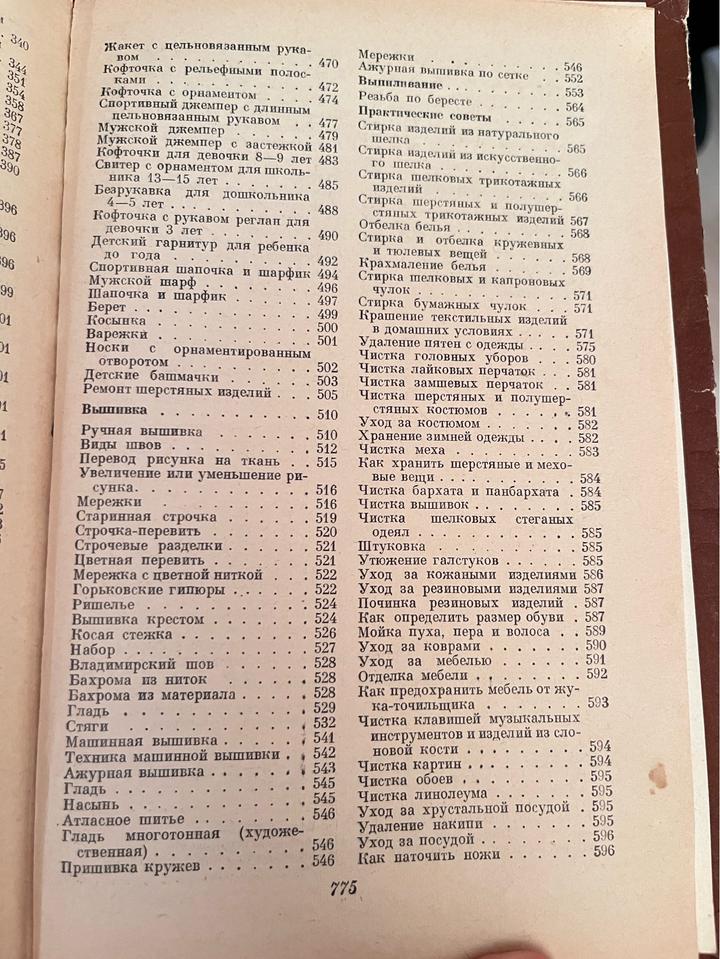 340
344
351
354
358
367
377
378
387
390
396
396
396
Жакет с цельновязанным рука-
вом . . . . . . . . . . . 470
Кофточка с рельефными полос-
ками . . . . . . . . . . 472
Кофточка с орнаментом . . . . 474
Спортивный джемпер с длинным
цельновязанным рукавом . . 477
Мужской джемпер . . . . . . 479
Мужской джемпер с застежкой 481
Кофточки для девочки 8—9 лет 483
Свитер с орнаментом для школь-
ника 13—15 лет . . . . . . 485
Безрукавка для дошкольника
4—5 лет . . . . . . . . . 488
Кофточка с рукавом реглан для
девочки 3 лет . . . . . . . 490
Детский гарнитур для ребенка
до года . . . . . . . . . 492
Спортивная шапочка и шарфик 494
Мужской шарф . . . . . . . 496
Шапочка и шарфик . . . . . . 497
Берет . . . . . . . . . . . 499
Косынка . . . . . . . . . . 500
Варежки . . . . . . . . . . 501
Носки с орнаментированным
отворотом . . . . . . . . . 502
Детские башмачки . . . . . . 503
Ремонт шерстяных изделий . . 505
Вышивка . . . . . . . . . . 510
Ручная вышивка . . . . . . . 510
Виды швов . . . . . . . . . 512
Перевод рисунка на ткань . . 515
Увеличение или уменьшение ри-
сунка. . . . . . . . . . . 516
Мережки . . . . . . . . . . 516
Старинная строчка . . . . . . 519
Строчка-перевить . . . . . . 520
Строчевые разделки . . . . . 521
Цветная перевить . . . . . . 521
Мережка с цветной ниткой . . 522
Горьковские гипюры . . . . . 522
Ришелье . . . . . . . . . . 524
Вышивка крестом . . . . . . 524
Косая стежка . . . . . . . . 526
Набор . . . . . . . . . . . 527
Владимирский шов . . . . . . 528
Бахрома из ниток . . . . . . 528
Бахрома из материала . . . . . 528
Гладь . . . . . . . . . . . 529
Стяги . . . . . . . . . . . 532
Машинная вышивка . . . . . . 541
Техника машинной вышивки . . 542
Ажурная вышивка . . . . . . 543
Гладь . . . . . . . . . . . 545
Насыпь . . . . . . . . . . 545
Атласное шитье . . . . . . . 546
Гладь многотонная (художе-
ственная) . . . . . . . . . 546
Пришивка кружев . . . . . . 546
Мережки . . . . . . . . . . 546
Ажурная вышивка по сетке . . 552
Выпиливание . . . . . . . . 553
Резьба по бересте . . . . . . 564
Практические советы . . . . . 565
Стирка изделий из натурального
шелка . . . . . . . . . . 565
Стирка изделий из искусственно-
го шелка . . . . . . . . . 566
Стирка шелковых трикотажных
изделий . . . . . . . . . 566
Стирка шерстяных и полушер-
стяных трикотажных изделий 567
Отбелка белья . . . . . . . . 568
Стирка и отбелка кружевных
и тюлевых вещей . . . . . . 568
Крахмаление белья . . . . . . 569
Стирка шелковых и капроновых
чулок . . . . . . . . . . 571
Стирка бумажных чулок . . . . 571
Крашение текстильных изделий
в домашних условиях . . . . 571
Удаление пятен с одежды . . . . 575
Чистка головных уборов . . . 580
Чистка лайковых перчаток . . . 581
Чистка замшевых перчаток . . 581
Чистка шерстяных и полушер-
стяных костюмов . . . . . . 581
Уход за костюмом . . . . . . 582
Хранение зимней одежды . . . . 582
Чистка меха . . . . . . . . 583
Как хранить шерстяные и мехо-
вые вещи . . . . . . . . . 584
Чистка бархата и панбархата . 584
Чистка вышивок . . . . . . . 585
Чистка шелковых стеганых
одеял . . . . . . . . . . 585
Штуковка . . . . . . . . . 585
Утюжение галстуков . . . . . 585
Уход за кожаными изделиями 586
Уход за резиновыми изделиями 587
Починка резиновых изделий . 587
Как определить размер обуви . 587
Мойка пуха, пера и волоса . . 589
Уход за коврами . . . . . . . 590
Уход за мебелью . . . . . . 591
Отделка мебели . . . . . . . 592
Как предохранить мебель от жу-
ка-точильщика . . . . . . . 593
Чистка клавишей музыкальных
инструментов и изделий из сло-
новой кости . . . . . . . . 594
Чистка картин . . . . . . . . 594
Чистка обоев . . . . . . . . 595
Чистка линолеума . . . . . . 595
Уход за хрустальной посудой . 595
Удаление накипи . . . . . . . 595
Уход за посудой . . . . . . . 596
Как наточить ножи . . . . . . 596
775